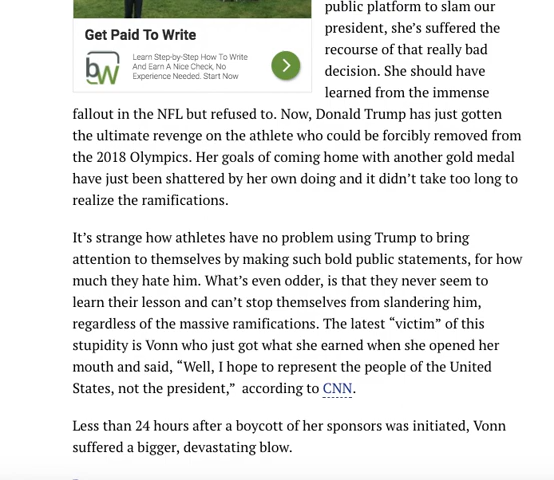 public platform to slam our
president, she's suffered the
recourse of that really bad
decision. She should have
learned from the immense
Get Paid To Write
bW
Learn Step-by-Step How To Write
And Earn A Nice Check, No
Experience Needed. Start Now
fallout in the NFL but refused to. Now, Donald Trump has just gotten
the ultimate revenge on the athlete who could be forcibly removed from
the 2018 Olympics. Her goals of coming home with another gold medal
have just been shattered by her own doing and it didn't take too long to
realize the ramifications.
It's strange how athletes have no problem using Trump to bring
attention to themselves by making such bold public statements, for how
much they hate him. What's even odder, is that they never seem to
learn their lesson and can't stop themselves from slandering him,
regardless of the massive ramifications. The latest “victim” of this
stupidity is Vonn who just got what she earned when she opened her
mouth and said, “Well, I hope to represent the people of the United
States, not the president,” according to CNN.
Less than 24 hours after a boycott of her sponsors was initiated, Vonn
suffered a bigger, devastating blow.